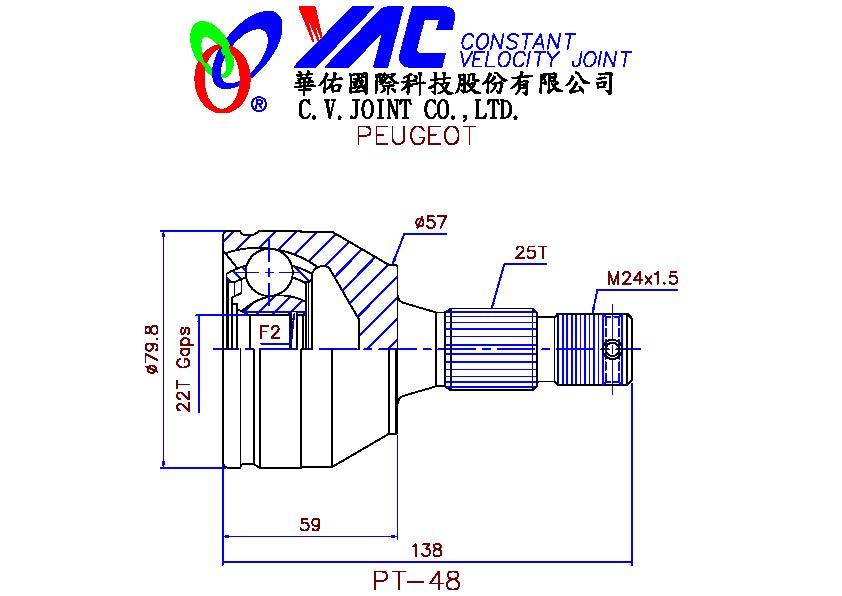 YAC CONSTANT
VELOCITY JOINT
®
華佑國際科技股份有限公司
C.V.JOINT CO.,LTD.
PEUGEOT
ø57
25T
M24x1.5
F2
ø79.8
22T Gaps
59
138
PT-48